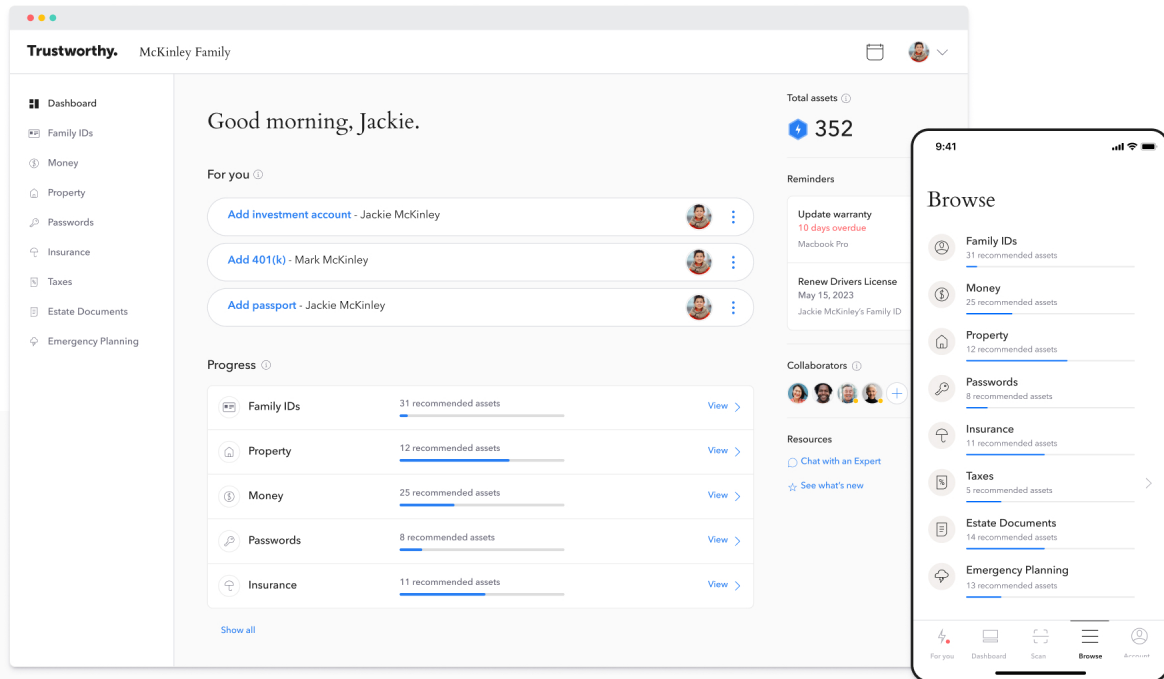 Trustworthy.
McKinley Family
Dashboard
Family IDs
Money
Property
Passwords
Insurance
Taxes
Estate Documents
Emergency Planning
Good morning, Jackie.
For you
Add investment account - Jackie McKinley
Add 401(k) - Mark McKinley
Add passport - Jackie McKinley
Progress
Family IDs
31 recommended assets
View
Property
12 recommended assets
View
Money
25 recommended assets
View
Passwords
8 recommended assets
View
Insurance
11 recommended assets
View
Show all
Total assets
352
Reminders
Update warranty
10 days overdue
Macbook Pro
Renew Drivers License
May 15, 2023
Jackie McKinley's Family ID
Collaborators
Resources
Chat with an Expert
See what's new
9:41
Browse
Family IDs
31 recommended assets
Money
25 recommended assets
Property
12 recommended assets
Passwords
8 recommended assets
Insurance
11 recommended assets
Taxes
5 recommended assets
Estate Documents
14 recommended assets
Emergency Planning
13 recommended assets
For you
Dashboard
Scan
Browse
Account